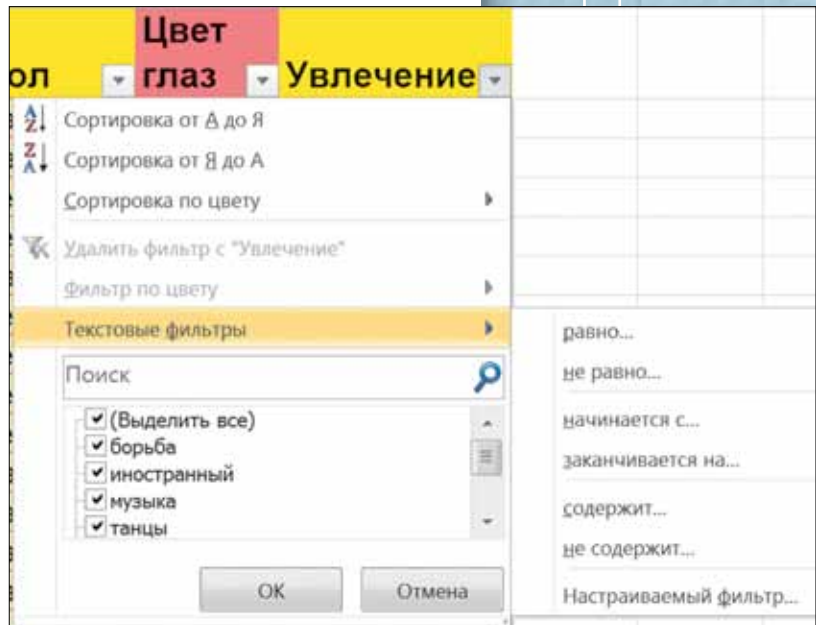 Цвет
ол глаз Увлечение
Сортировка от А до Я
Сортировка от Я до А
Сортировка по цвету
Удалить фильтр с "Увлечение"
Фильтр по цвету
Текстовые фильтры
Поиск
(Выделить все)
борьба
иностранный
музыка
танцы
ОК Отмена
равно...
не равно...
начинается с...
заканчивается на...
содержит...
не содержит...
Настраиваемый фильтр...